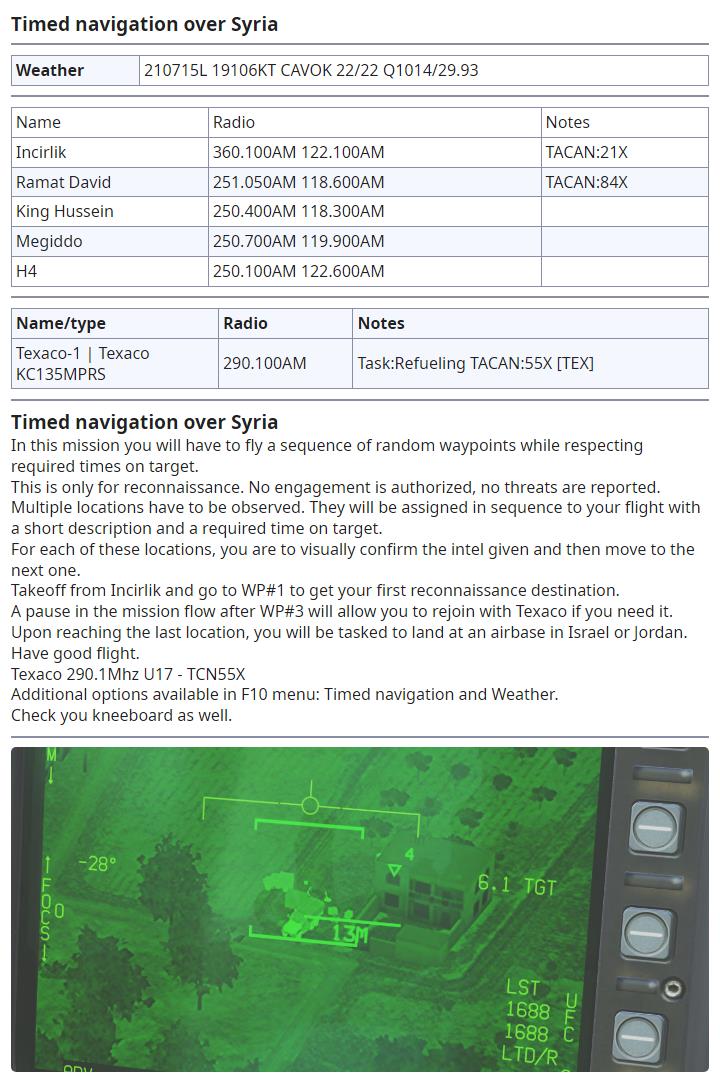 Timed navigation over Syria
Weather 210715L 19106KT CAVOK 22/22 Q1014/29.93
Name Radio Notes
Incirlik 360.100AM 122.100AM TACAN:21X
Ramat David 251.050AM 118.600AM TACAN:84X
King Hussein 250.400AM 118.300AM
Megiddo 250.700AM 119.900AM
H4 250.100AM 122.600AM
Name/type Radio Notes
Texaco-1 | Texaco
KC135MPRS 290.100AM Task:Refueling TACAN:55X [TEX]
Timed navigation over Syria
In this mission you will have to fly a sequence of random waypoints while respecting
required times on target.
This is only for reconnaissance. No engagement is authorized, no threats are reported.
Multiple locations have to be observed. They will be assigned in sequence to your flight with
a short description and a required time on target.
For each of these locations, you are to visually confirm the intel given and then move to the
next one.
Takeoff from Incirlik and go to WP#1 to get your first reconnaissance destination.
A pause in the mission flow after WP#3 will allow you to rejoin with Texaco if you need it.
Upon reaching the last location, you will be tasked to land at an airbase in Israel or Jordan.
Have good flight.
Texaco 290.1Mhz U17 - TCN55X
Additional options available in F10 menu: Timed navigation and Weather.
Check you kneeboard as well.
M
-28°
4
6.1 TGT
FOCS
0
13M
LST
1688
1688
LTD/R
UFC